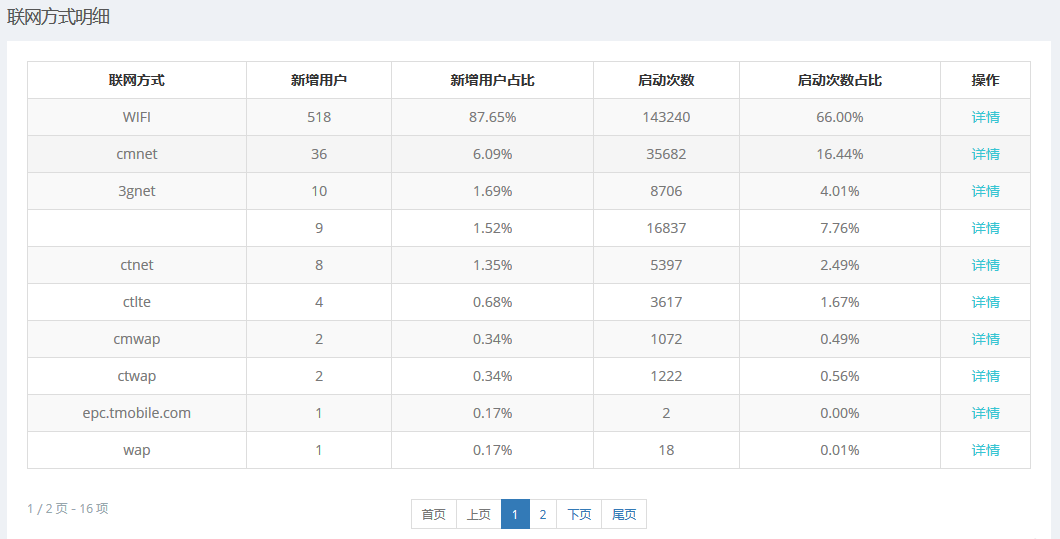 联网方式明细
联网方式 新增用户 新增用户占比 启动次数 启动次数占比 操作
WIFI 518 87.65% 143240 66.00% 详情
cmnet 36 6.09% 35682 16.44% 详情
3gnet 10 1.69% 8706 4.01% 详情
9 1.52% 16837 7.76% 详情
ctnet 8 1.35% 5397 2.49% 详情
ctlte 4 0.68% 3617 1.67% 详情
cmwap 2 0.34% 1072 0.49% 详情
ctwap 2 0.34% 1222 0.56% 详情
epc.tmobile.com 1 0.17% 2 0.00% 详情
wap 1 0.17% 18 0.01% 详情
1 / 2 页 - 16 项 首页 上页 1 2 下页 尾页